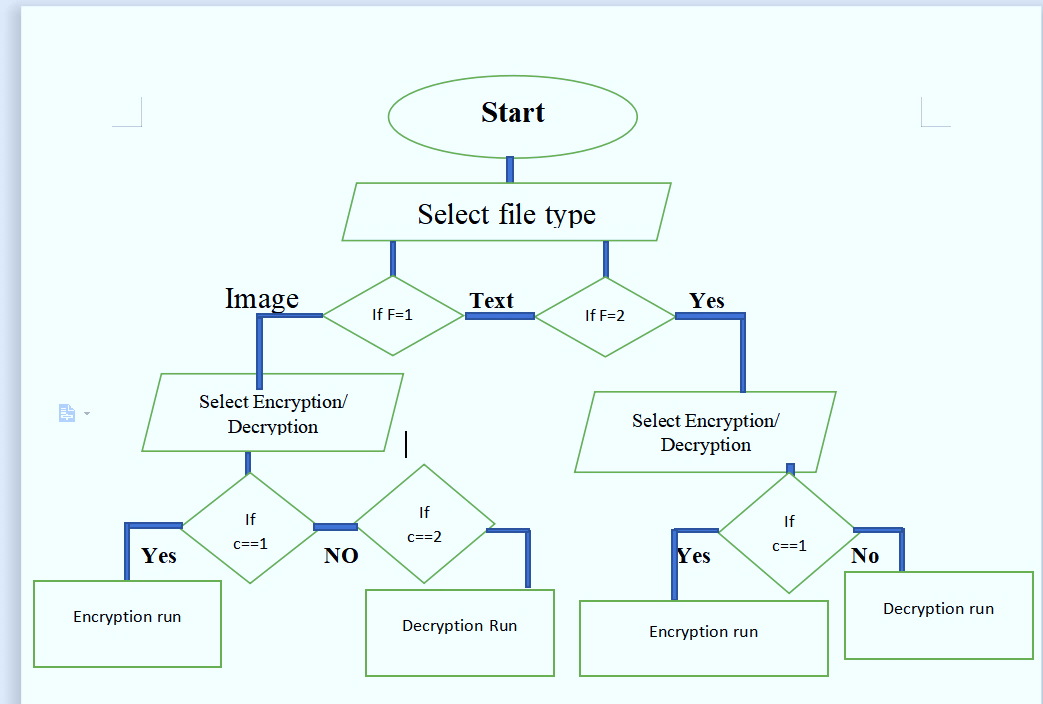 Start
Select file type
Image
If F=1
Text
If F=2
Yes
Select Encryption/
Decryption
Select Encryption/
Decryption
If
c==1
Yes
NO
If
c==2
If
c==1
Yes
No
Encryption run
Decryption Run
Encryption run
Decryption run